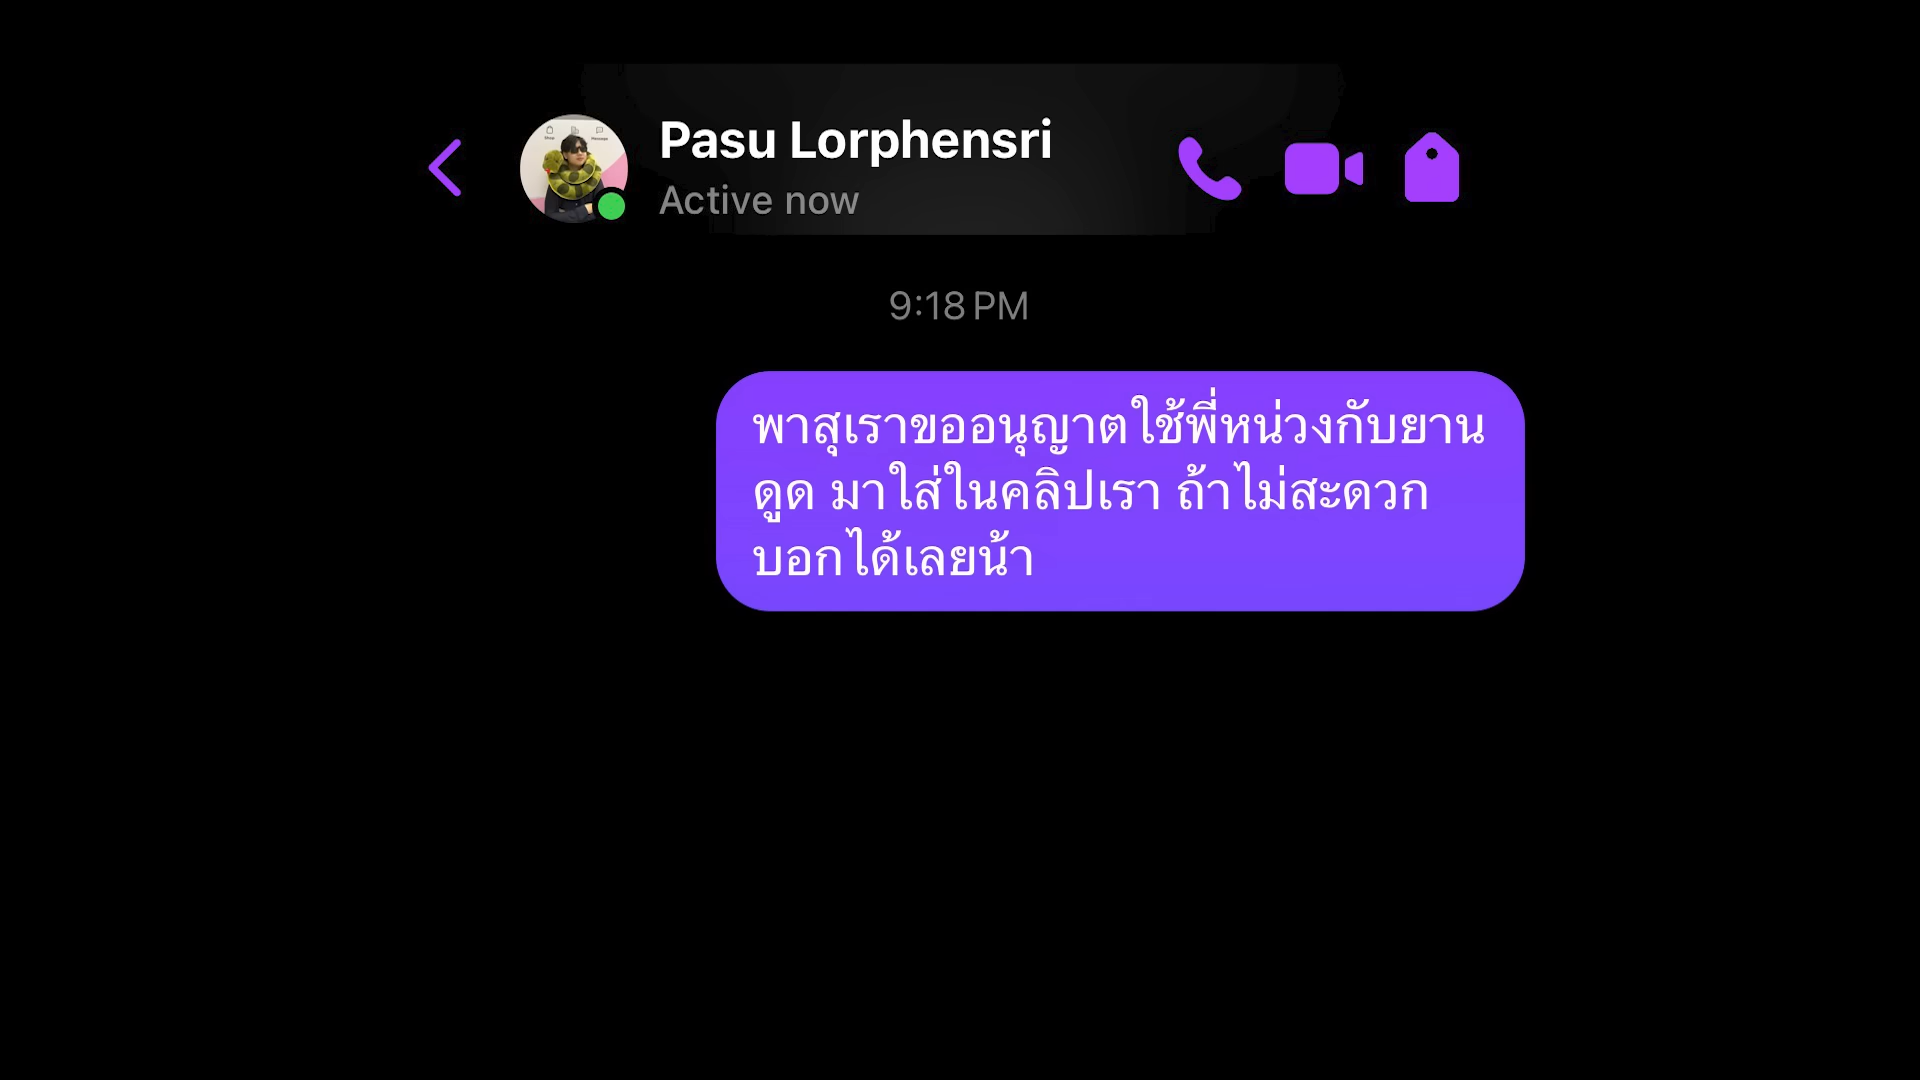 Pasu Lorphensri
Active now
9:18 PM
พาสุเราขออนุญาตใช้พี่หน่วงกับยาน
ดูด มาใส่ในคลิปเรา ถ้าไม่สะดวก
บอกได้เลยน้า